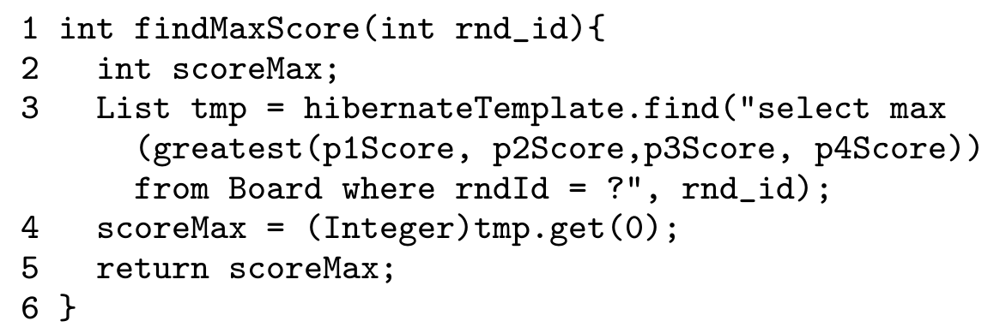 1 int findMaxScore(int rnd_id){
2   int scoreMax;
3   List tmp = hibernateTemplate.find("select max
      (greatest(p1Score, p2Score,p3Score, p4Score))
      from Board where rndId = ?", rnd_id);
4   scoreMax = (Integer)tmp.get(0);
5   return scoreMax;
6 }